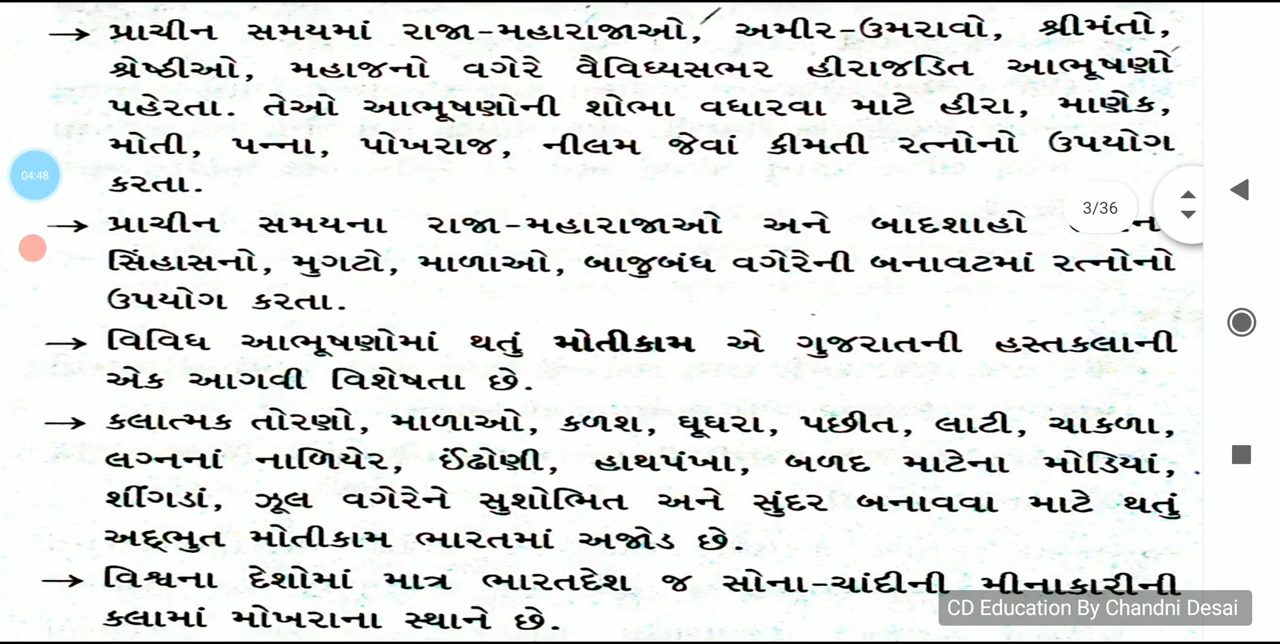 → પ્રાચીન સમયમાં રાજા-મહારાજાઓ, અમીર-ઉમરાવો, શ્રીમંતો,
શ્રેષ્ઠીઓ, મહાજનો વગેરે વૈવિધ્યસભર હીરાજડિત આભૂષણો
પહેરતા. તેઓ આભૂષણોની શોભા વધારવા માટે હીરા, માણેક,
મોતી, પન્ના, પોખરાજ, નીલમ જેવાં કીમતી રત્નોનો ઉપયોગ
04:48
કરતા.
3/36
→ પ્રાચીન સમયના રાજા-મહારાજાઓ અને બાદશાહો
સિંહાસનો, મુગટો, માળાઓ, બાજુબંધ વગેરેની બનાવટમાં રત્નોનો
ઉપયોગ કરતા.
→ વિવિધ આભૂષણોમાં થતું મોતીકામ એ ગુજરાતની હસ્તકલાની
એક આગવી વિશેષતા છે.
→ કલાત્મક તોરણો, માળાઓ, કળશ, ઘૂઘરા, પછીત, લાટી, ચાકળા,
લગ્નનાં નાળિયેર, ઈંઢોણી, હાથપંખા, બળદ માટેના મોડિયાં,
શીંગડાં, ઝૂલ વગેરેને સુશોભિત અને સુંદર બનાવવા માટે થતું
અદ્ભુત મોતીકામ ભારતમાં અજોડ છે.
→ વિશ્વના દેશોમાં માત્ર ભારતદેશ જ સોના-ચાંદીની મીનાકારીની
કલામાં મોખરાના સ્થાને છે.
CD Education By Chandni Desai